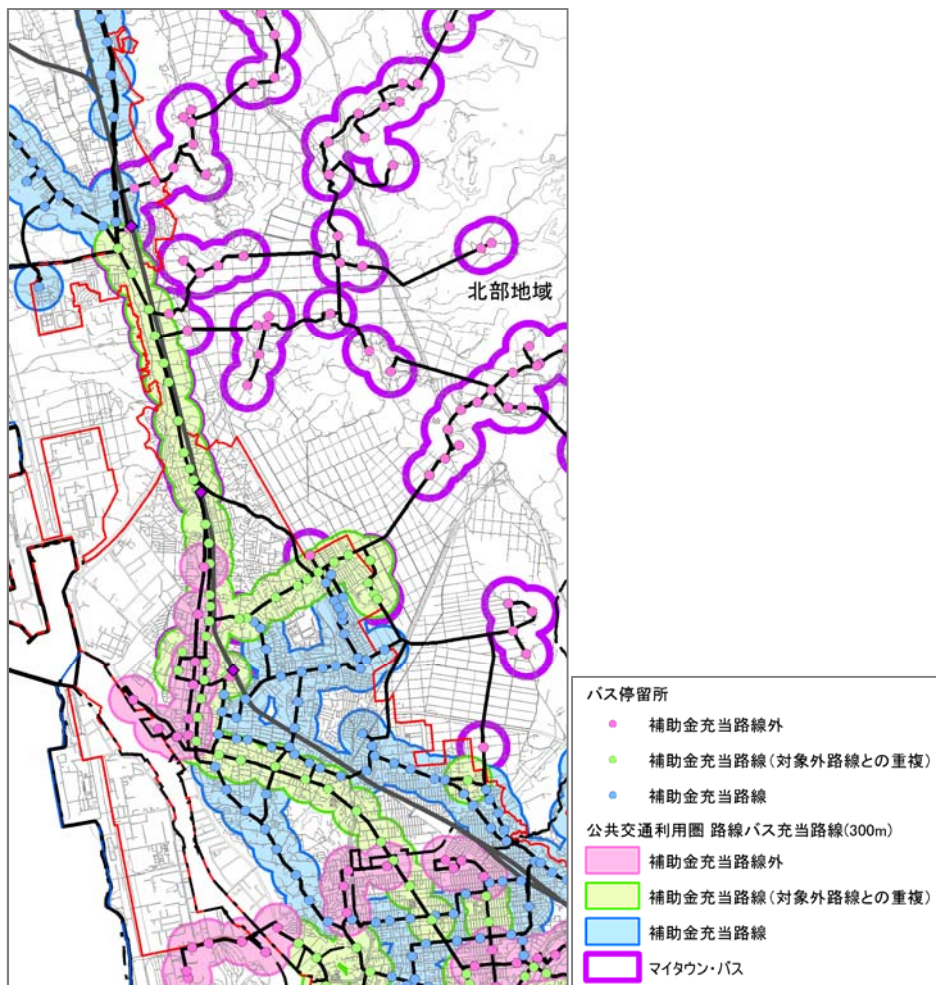 北部地域
バス停留所
補助金充当路線外
補助金充当路線(対象外路線との重複)
補助金充当路線
公共交通利用圏 路線バス充当路線(300m)
補助金充当路線外
補助金充当路線(対象外路線との重複)
補助金充当路線
マイタウン・バス